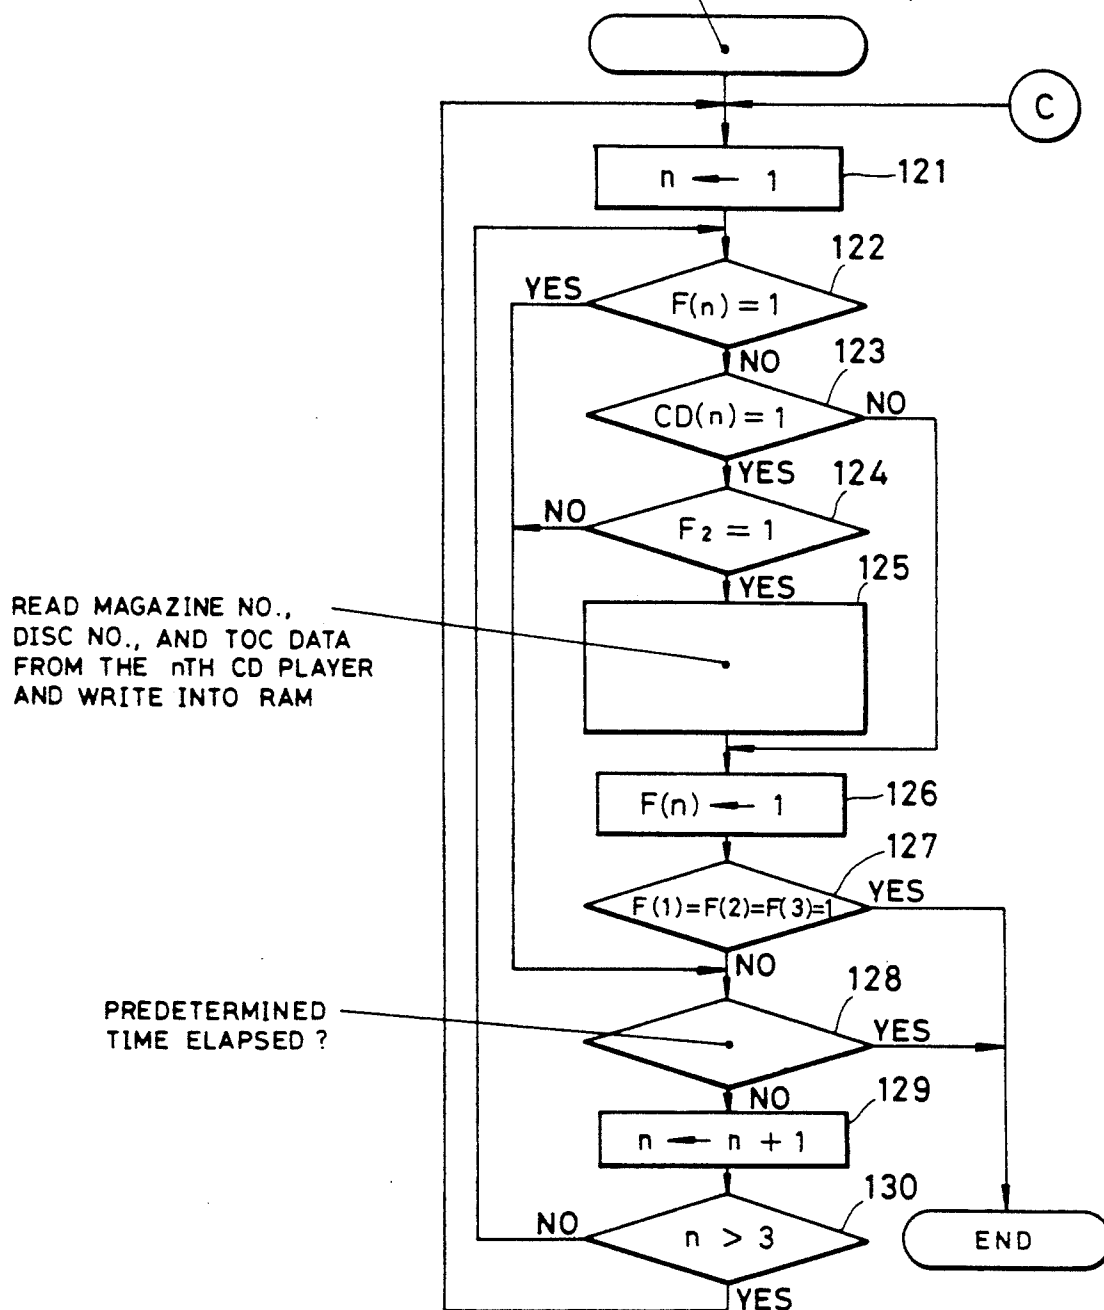 C
n ← 1
121
122
YES
F(n) = 1
NO
123
CD(n) = 1
NO
YES
124
NO
F2 = 1
YES
125
READ MAGAZINE NO.,
DISC NO., AND TOC DATA
FROM THE nTH CD PLAYER
AND WRITE INTO RAM
F(n) ← 1
126
127
F(1)=F(2)=F(3)=1
YES
NO
128
PREDETERMINED
TIME ELAPSED ?
YES
NO
129
n ← n + 1
130
NO
n > 3
END
YES